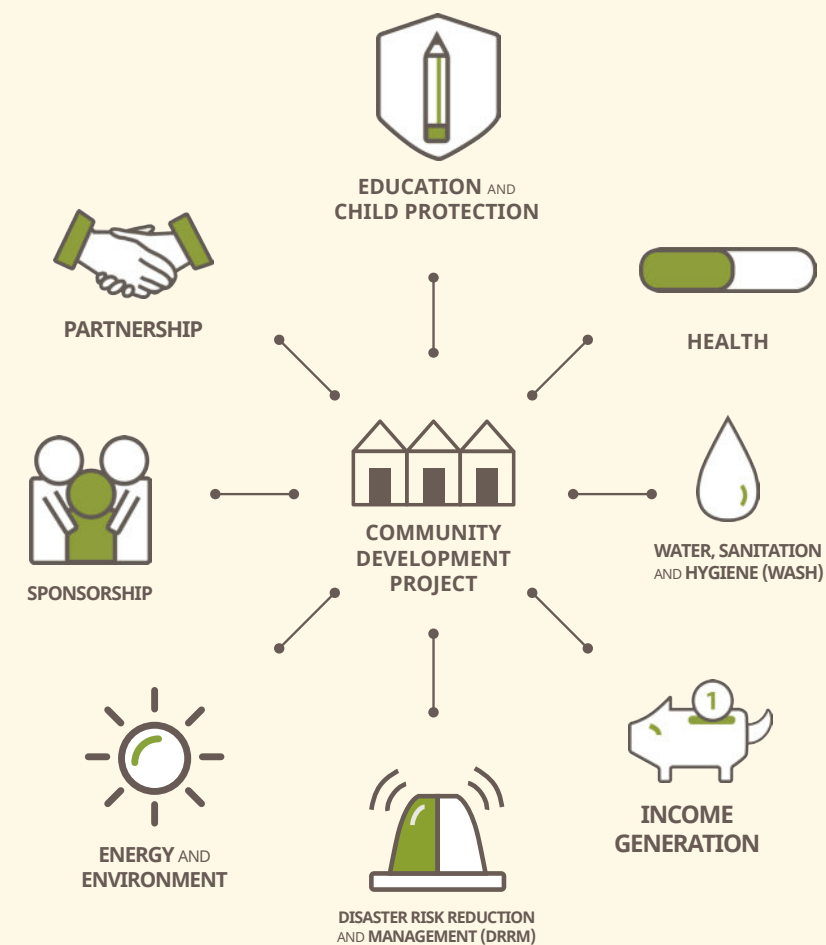 EDUCATION AND
CHILD PROTECTION
PARTNERSHIP
HEALTH
COMMUNITY
DEVELOPMENT
PROJECT
WATER, SANITATION
AND HYGIENE (WASH)
SPONSORSHIP
1
INCOME
GENERATION
ENERGY AND
ENVIRONMENT
DISASTER RISK REDUCTION
AND MANAGEMENT (DRRM)